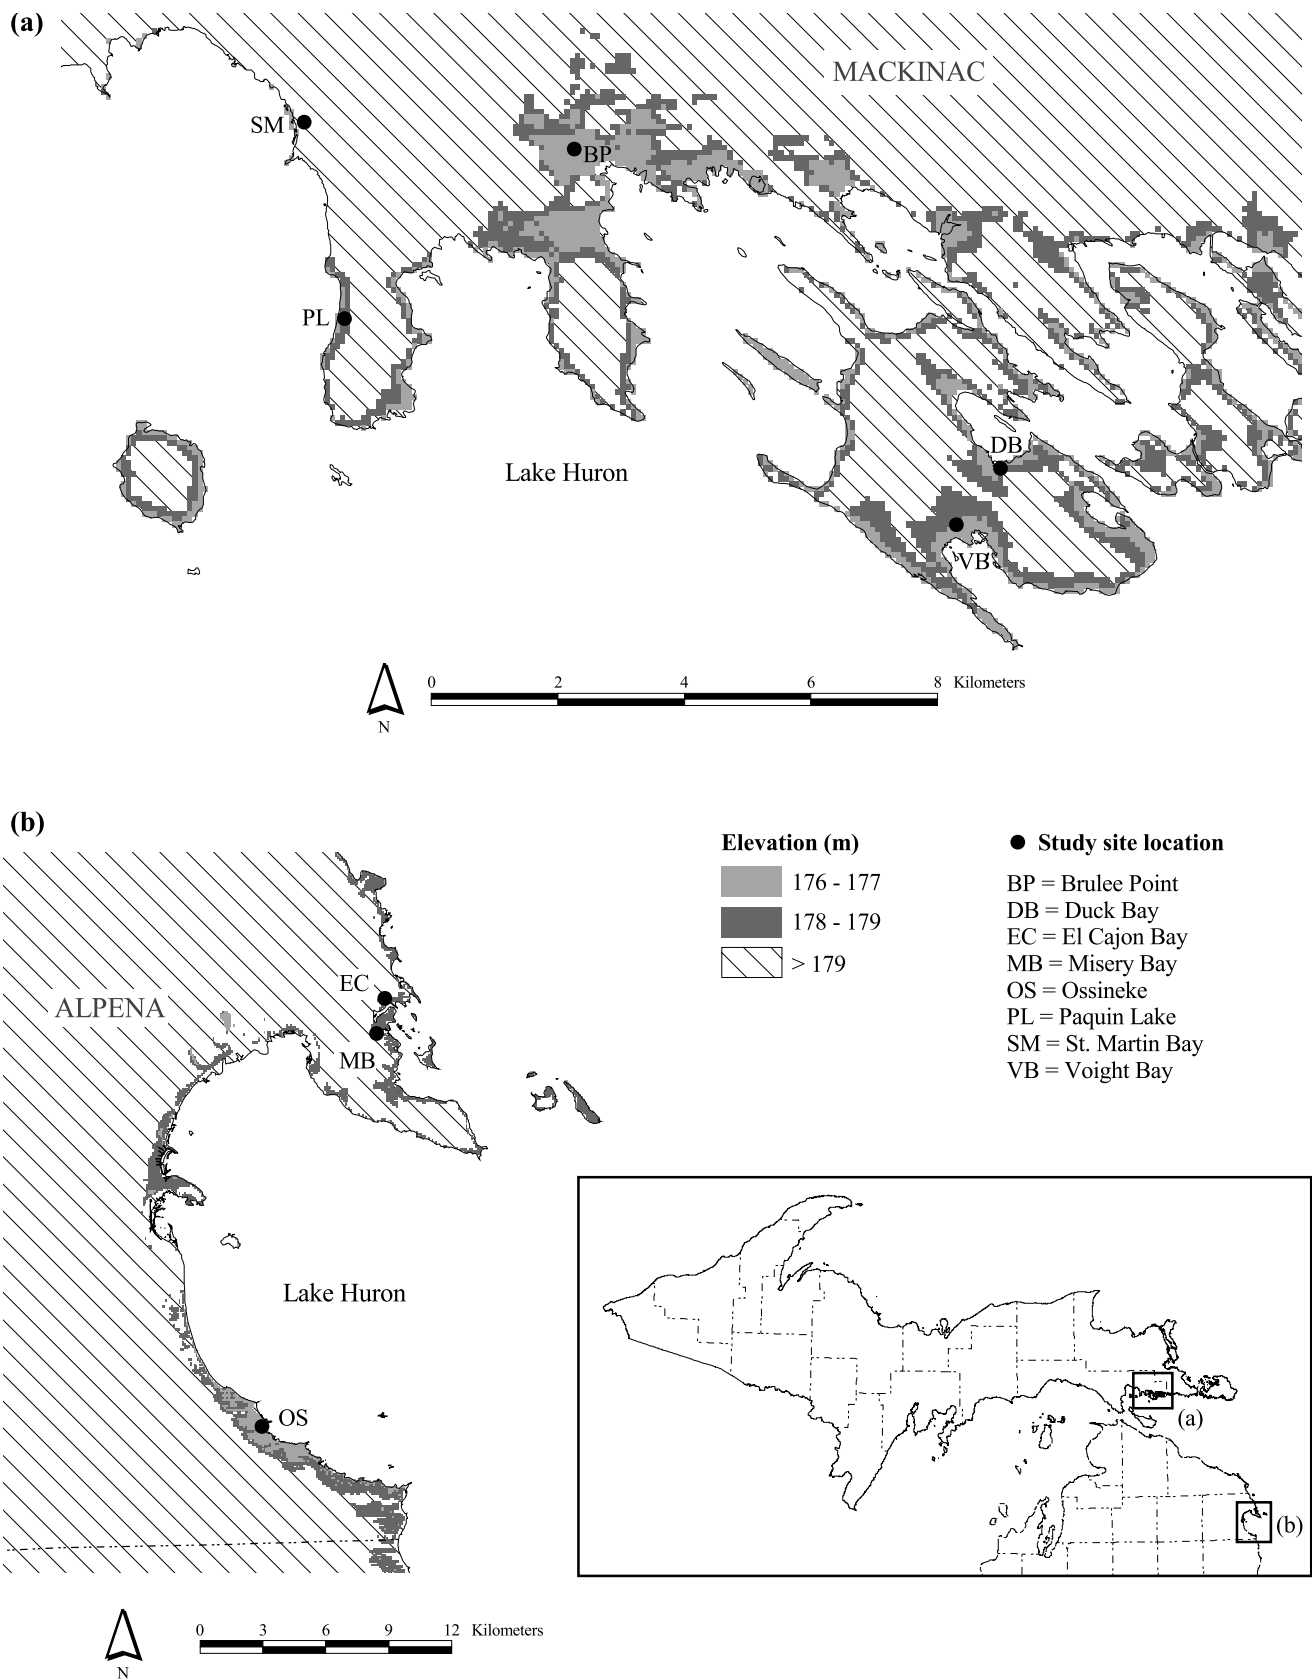 (a)
MACKINAC
SM
BP
PL
DB
Lake Huron
VB
0 2 4 6 8 Kilometers
N
(b)
Elevation (m)
176 - 177
178 - 179
> 179
Study site location
BP = Brulee Point
DB = Duck Bay
EC = El Cajon Bay
MB = Misery Bay
OS = Ossineke
PL = Paquin Lake
SM = St. Martin Bay
VB = Voight Bay
EC
ALPENA
MB
Lake Huron
OS
(a)
(b)
0 3 6 9 12 Kilometers
N